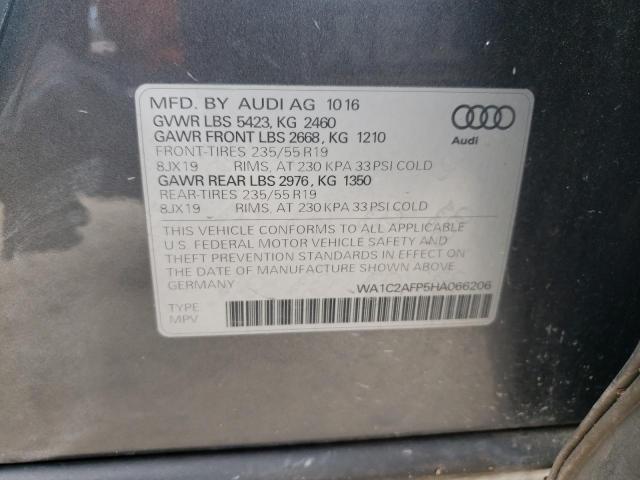 MFD. BY AUDI AG 10 16
GVWR LBS 5423, KG 2460
GAWR FRONT LBS 2668, KG 1210
FRONT-TIRES 235/55 R19
8JX19 RIMS, AT 230 KPA 33 PSI COLD
GAWR REAR LBS 2976, KG 1350
REAR-TIRES 235/55 R19
8JX19 RIMS, AT 230 KPA 33 PSI COLD
Audi
THIS VEHICLE CONFORMS TO ALL APPLICABLE
U.S. FEDERAL MOTOR VEHICLE SAFETY AND
THEFT PREVENTION STANDARDS IN EFFECT ON
THE DATE OF MANUFACTURE SHOWN ABOVE.
GERMANY WA1C2AFP5HA066206
TYPE
MPV